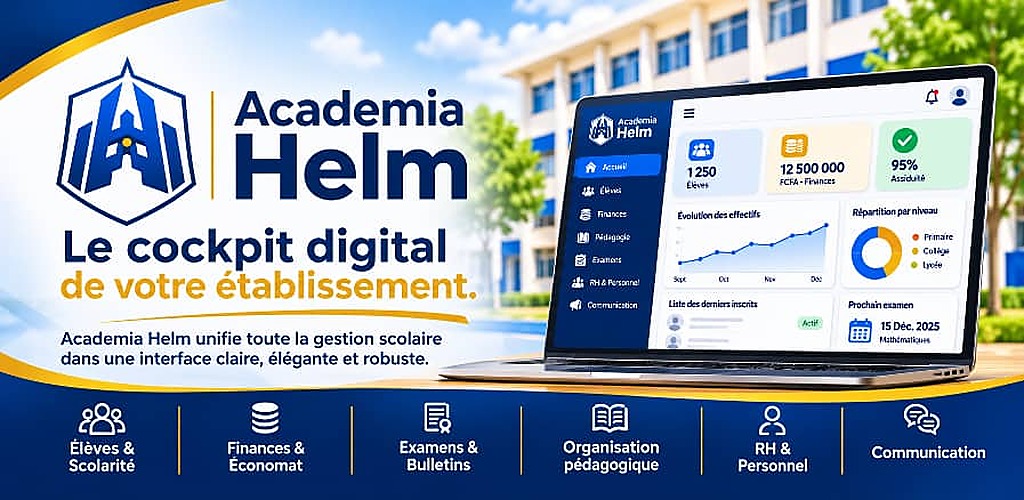 Academia
Helm
Le cockpit digital
de votre établissement.
Academia Helm unifie toute la gestion scolaire
dans une interface claire, élégante et robuste.
Academia
Helm
Accueil
Élèves
Finances
Pédagogie
Examens
RH & Personnel
Communication
1 250
Élèves
12 500 000
FCFA - Finances
95%
Assiduité
Évolution des effectifs
Sept
Oct
Nov
Déc
Répartition par niveau
Primaire
Collège
Lycée
Liste des derniers inscrits
Actif
Prochain examen
15 Déc. 2025
Mathématiques
Élèves &
Scolarité
Finances &
Économat
Examens &
Bulletins
Organisation
pédagogique
RH &
Personnel
Communication